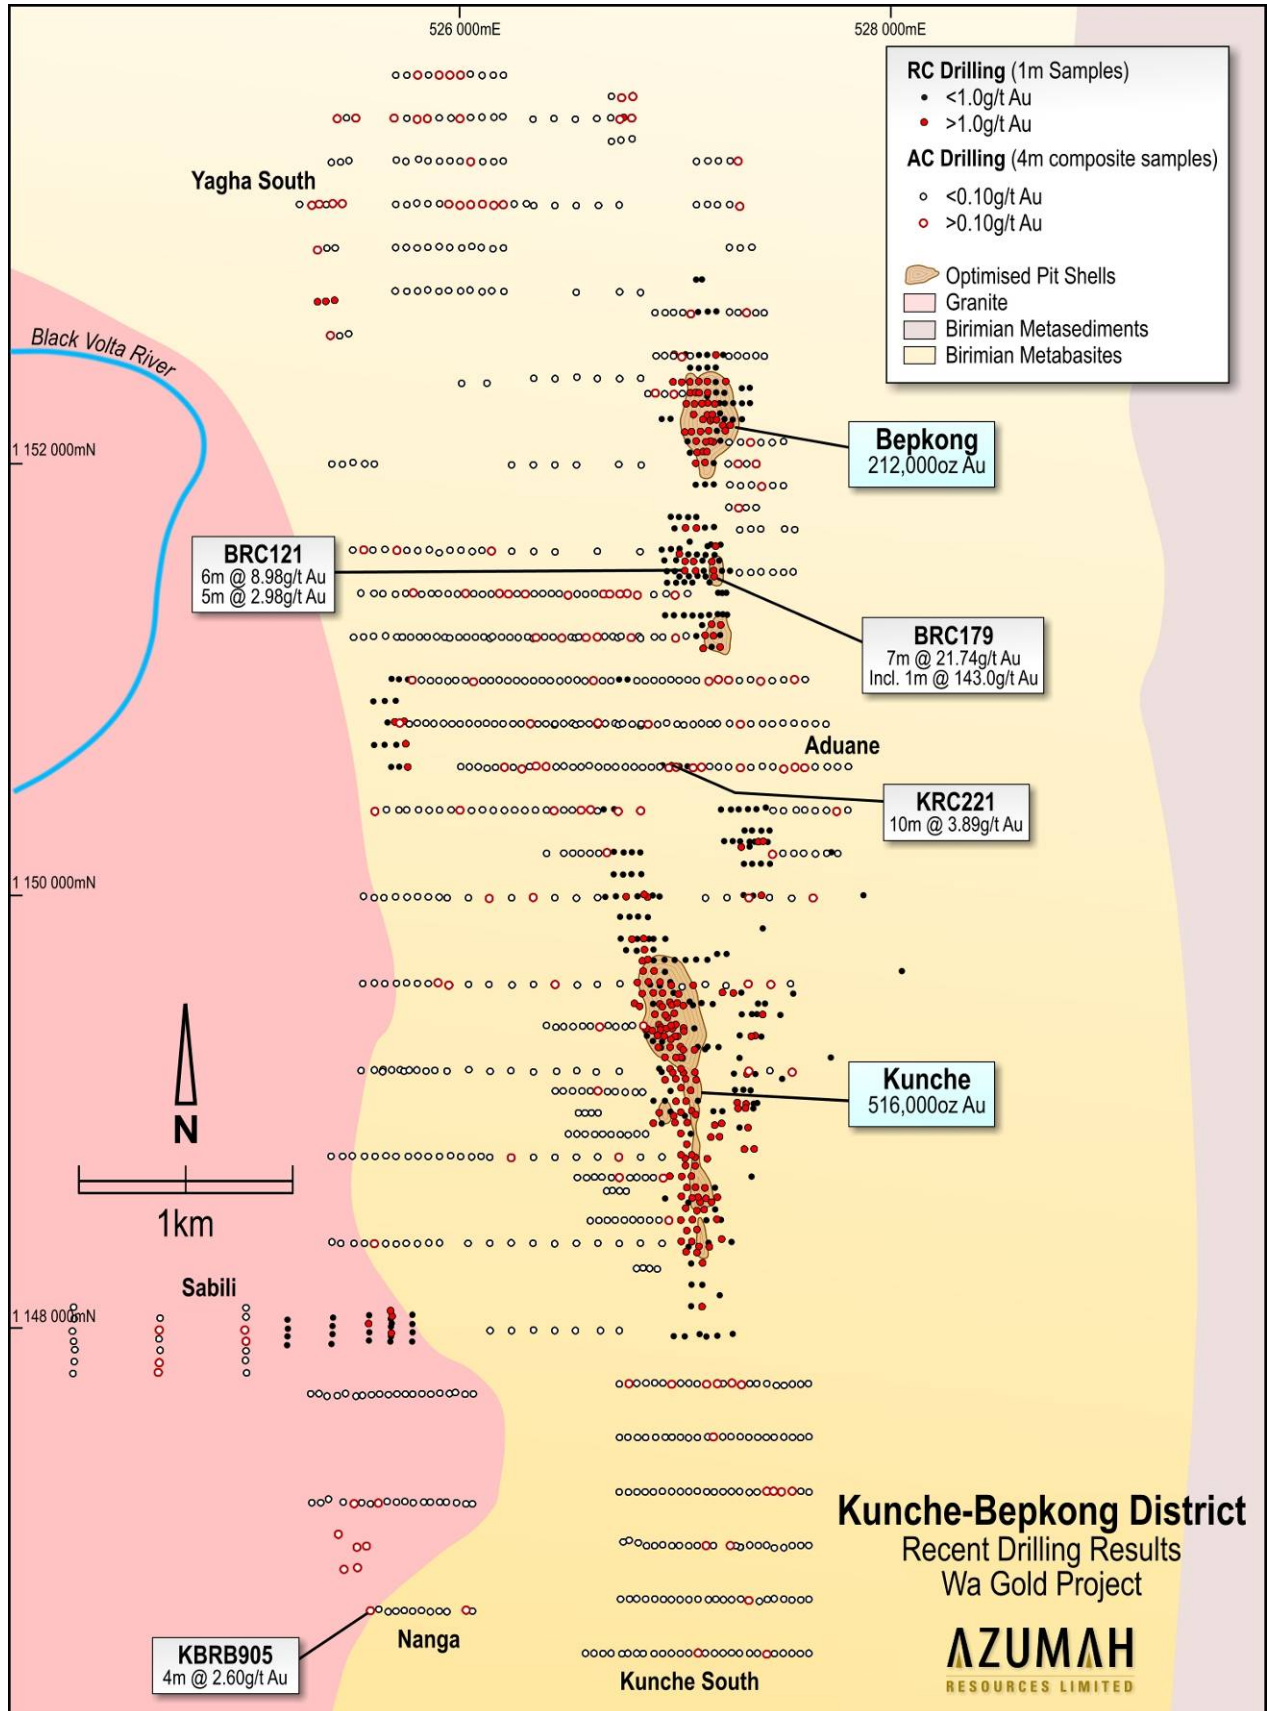 526 000mE
528 000mE
RC Drilling (1m Samples)
<1.0g/t Au
>1.0g/t Au
AC Drilling (4m composite samples)
<0.10g/t Au
>0.10g/t Au
Optimised Pit Shells
Granite
Birimian Metasediments
Birimian Metabasites
Yagha South
Black Volta River
1 152 000mN
Bepkong
212,000oz Au
BRC121
6m @ 8.98g/t Au
5m @ 2.98g/t Au
BRC179
7m @ 21.74g/t Au
Incl. 1m @ 143.0g/t Au
Aduane
KRC221
10m @ 3.89g/t Au
1 150 000mN
N
1km
Kunche
516,000oz Au
Sabili
1 148 000mN
Kunche-Bepkong District
Recent Drilling Results
Wa Gold Project
KBRB905
4m @ 2.60g/t Au
Nanga
Kunche South
AZUMAH
RESOURCES LIMITED